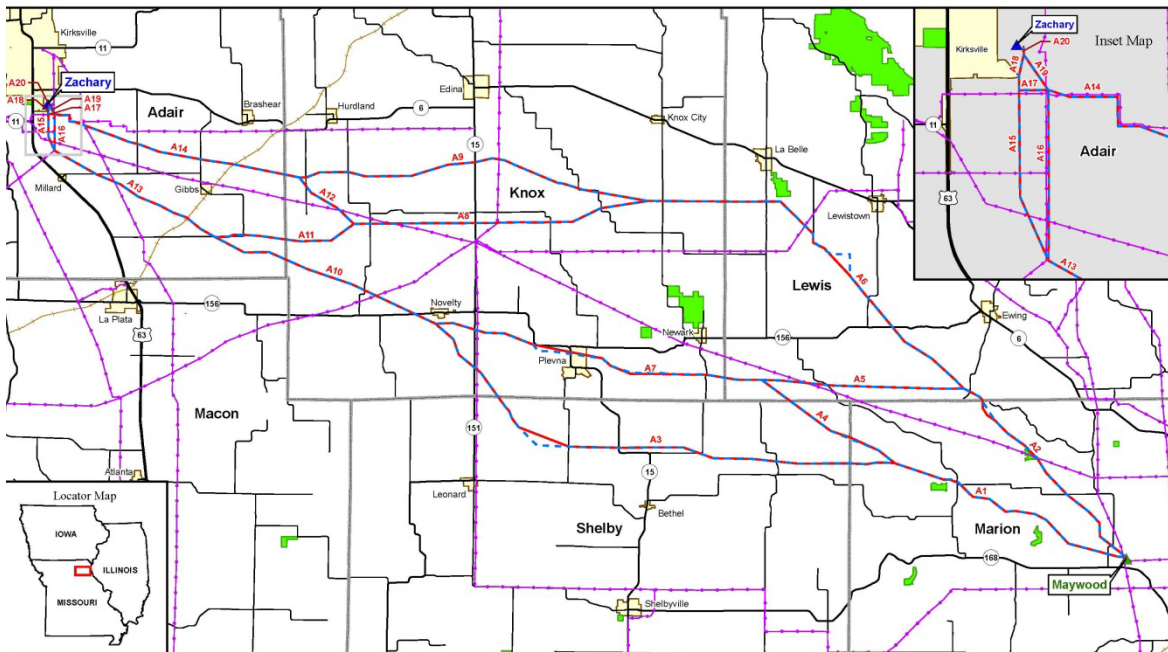 Kirksville
11
A20
Zachary
A18
A19
A17
11
A15
A16
Adair
Brashear
Hurdland
Edina
6
Knox City
15
La Belle
Lewistown
A14
A13
Millard
Gibbs
A12
A9
Knox
A8
A11
A10
La Plata
156
63
Novelty
Newark
156
Plevna
A7
Lewis
A6
A5
Ewing
6
Macon
Atlanta
151
A3
A4
A2
15
Leonard
Bethel
Shelby
A1
Marion
168
Maywood
Shelbyville
Inset Map
Kirksville
Zachary
A20
A18
A19
A17
A14
11
A15
A16
Adair
63
A13
Locator Map
IOWA
ILLINOIS
MISSOURI